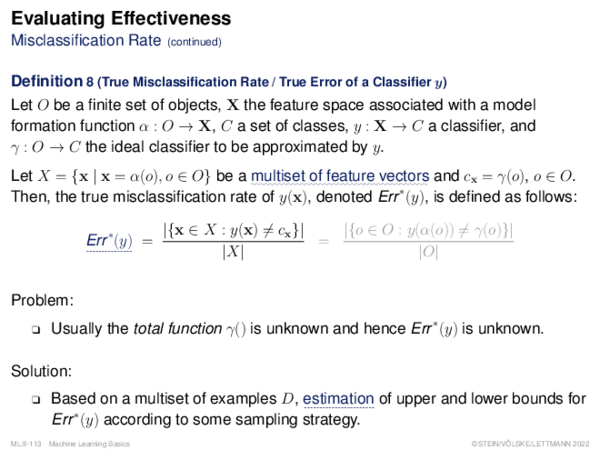 Evaluating Effectiveness
Misclassification Rate (continued)
Definition 8 (True Misclassification Rate / True Error of a Classifier y)
Let O be a finite set of objects, X the feature space associated with a model
formation function α : O → X, C a set of classes, y : X → C a classifier, and
γ : O → C the ideal classifier to be approximated by y.
Let X = {x | x = α(o), o ∈ O} be a multiset of feature vectors and cₓ = γ(o), o ∈ O.
Then, the true misclassification rate of y(x), denoted Err*(y), is defined as follows:
Err*(y) = |{x ∈ X : y(x) ≠ cₓ}| / |X| = |{o ∈ O : y(α(o)) ≠ γ(o)}| / |O|
Problem:
❑ Usually the total function γ() is unknown and hence Err*(y) is unknown.
Solution:
❑ Based on a multiset of examples D, estimation of upper and lower bounds for
Err*(y) according to some sampling strategy.
ML:II-113 Machine Learning Basics ©STEIN/VÖLSKE/LETTMANN 2022